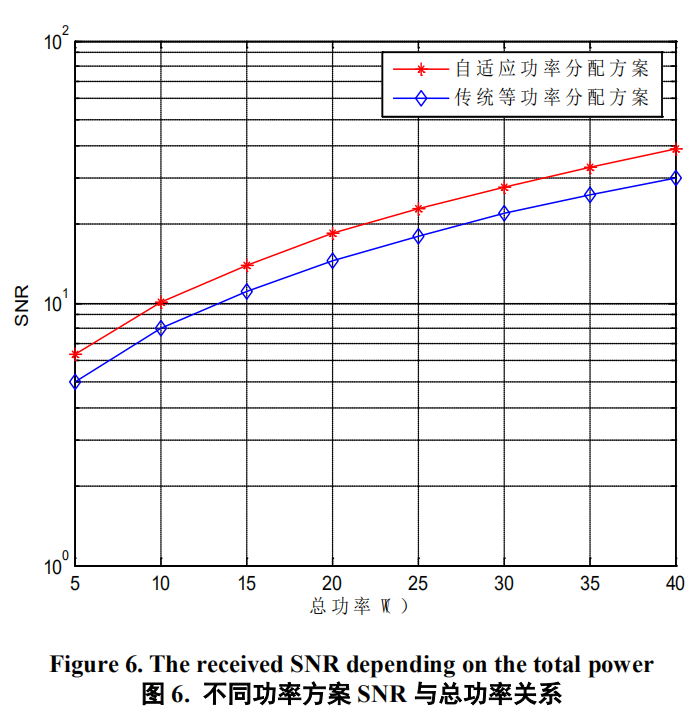 10^2
自适应功率分配方案
传统等功率分配方案
10^1
SNR
10^0
5 10 15 20 25 30 35 40
总功率 W( )
Figure 6. The received SNR depending on the total power
图 6. 不同功率方案 SNR 与总功率关系